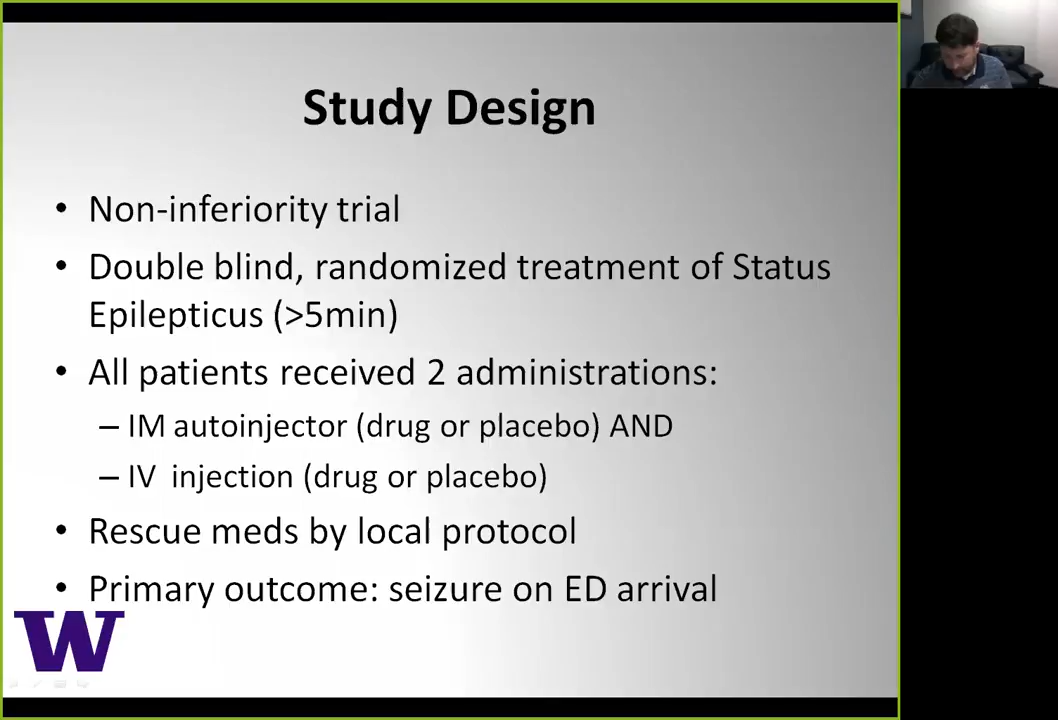 Study Design
• Non-inferiority trial
• Double blind, randomized treatment of Status
Epilepticus (>5min)
• All patients received 2 administrations:
– IM autoinjector (drug or placebo) AND
– IV injection (drug or placebo)
• Rescue meds by local protocol
• Primary outcome: seizure on ED arrival
W